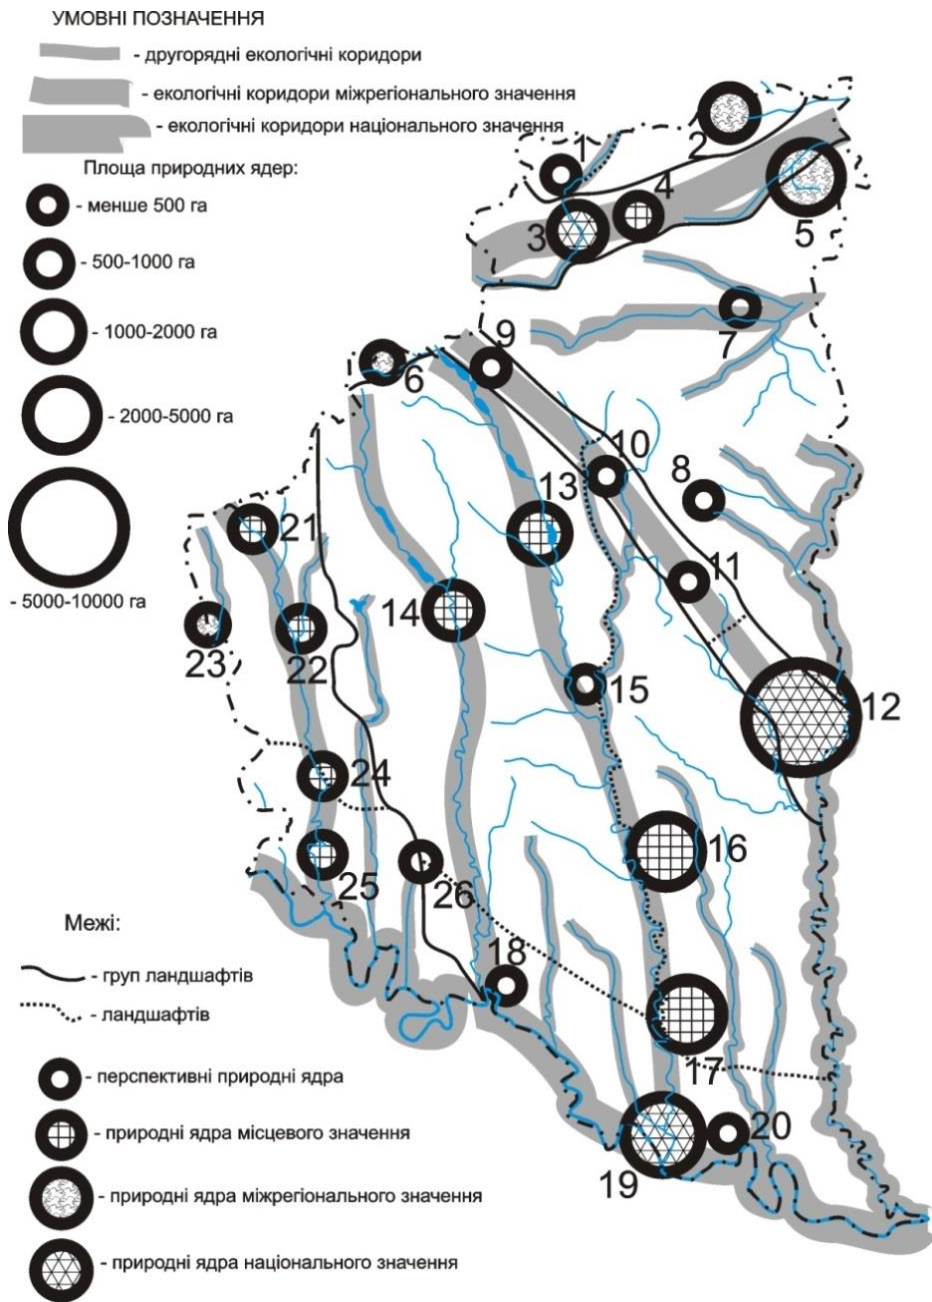 УМОВНІ ПОЗНАЧЕННЯ
- другорядні екологічні коридори
- екологічні коридори міжрегіонального значення
- екологічні коридори національного значення
Площа природних ядер:
- менше 500 га
- 500-1000 га
- 1000-2000 га
- 2000-5000 га
- 5000-10000 га
1
2
3
4
5
6
7
8
9
10
11
12
13
14
15
16
17
18
19
20
21
22
23
24
25
26
Межі:
- груп ландшафтів
- ландшафтів
- перспективні природні ядра
- природні ядра місцевого значення
- природні ядра міжрегіонального значення
- природні ядра національного значення